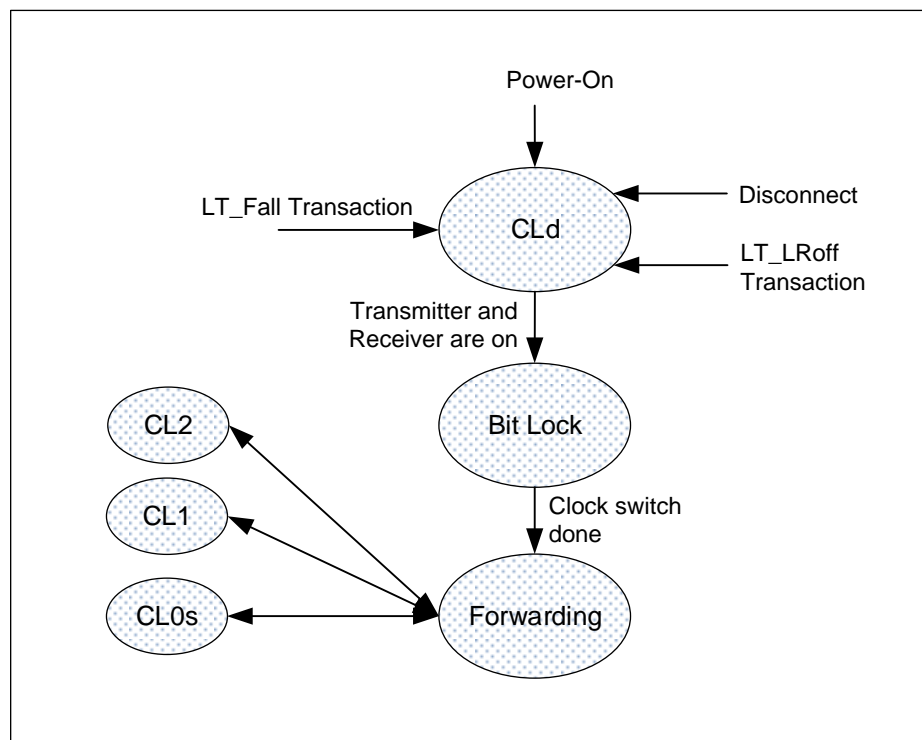 Power-On
LT_Fall Transaction
CLd
Disconnect
LT_LRoff
Transaction
Transmitter and
Receiver are on
Bit Lock
CL2
CL1
CL0s
Clock switch
done
Forwarding